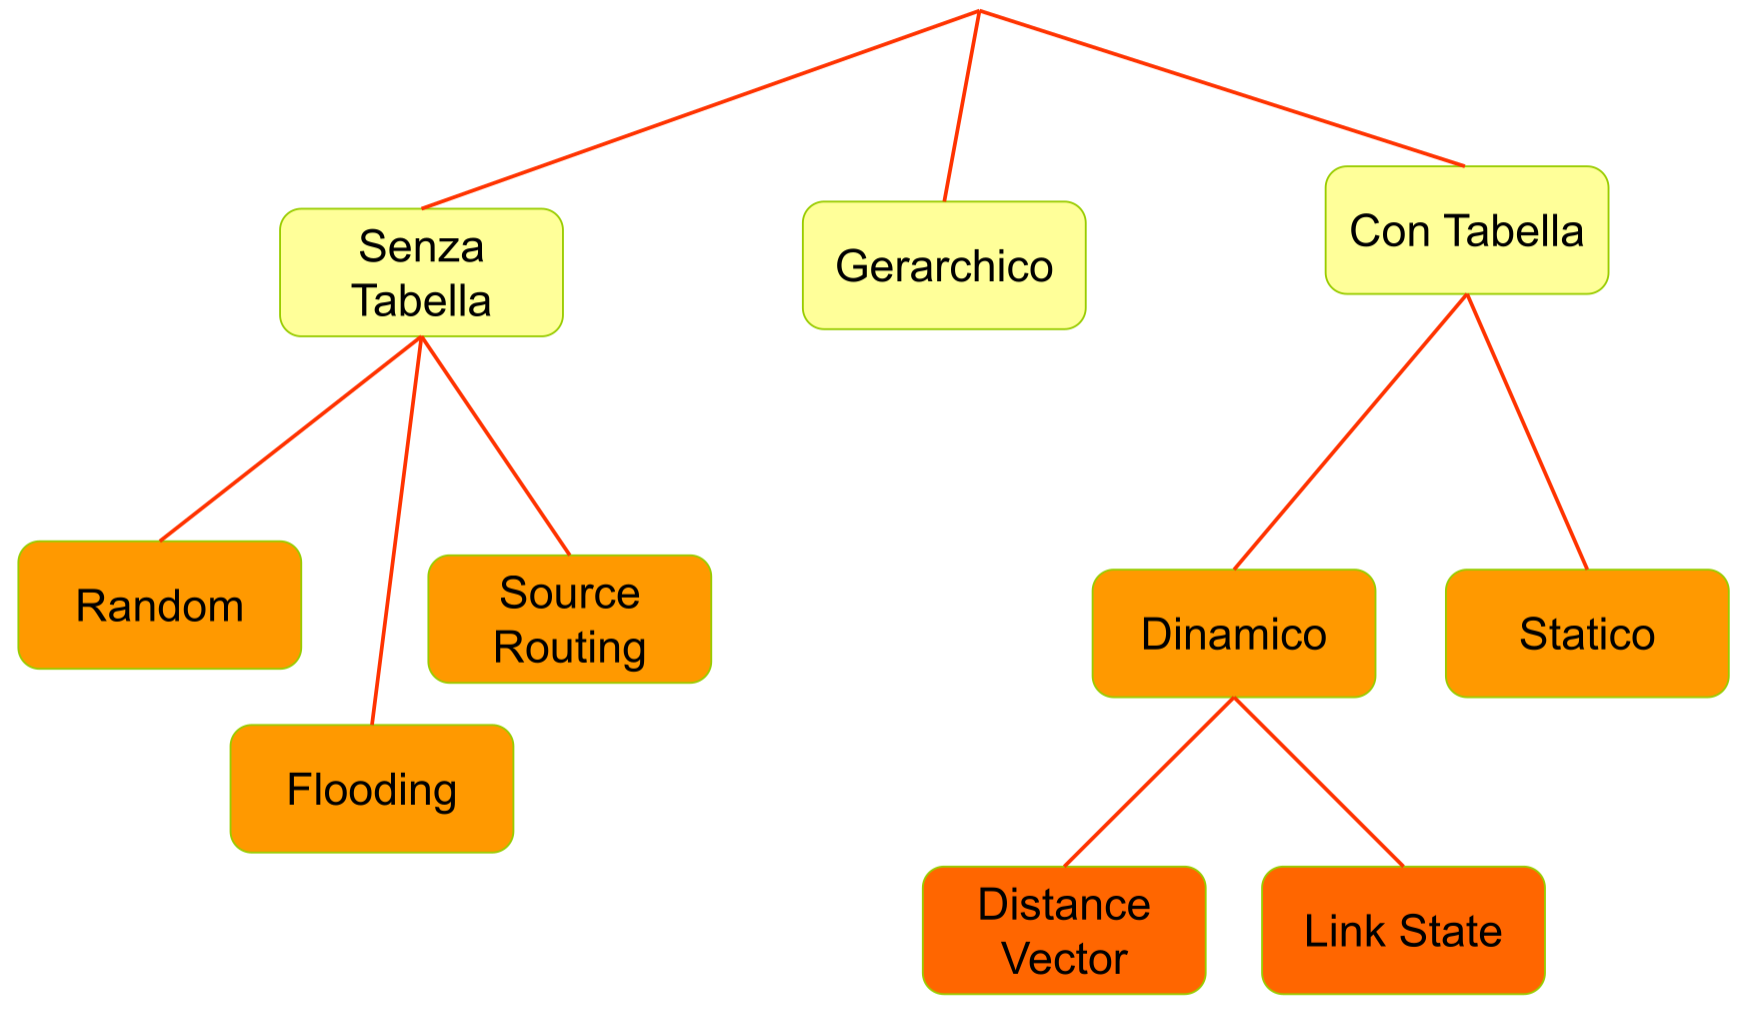 Senza
Tabella
Gerarchico
Con Tabella
Random
Source
Routing
Flooding
Dinamico
Statico
Distance
Vector
Link State